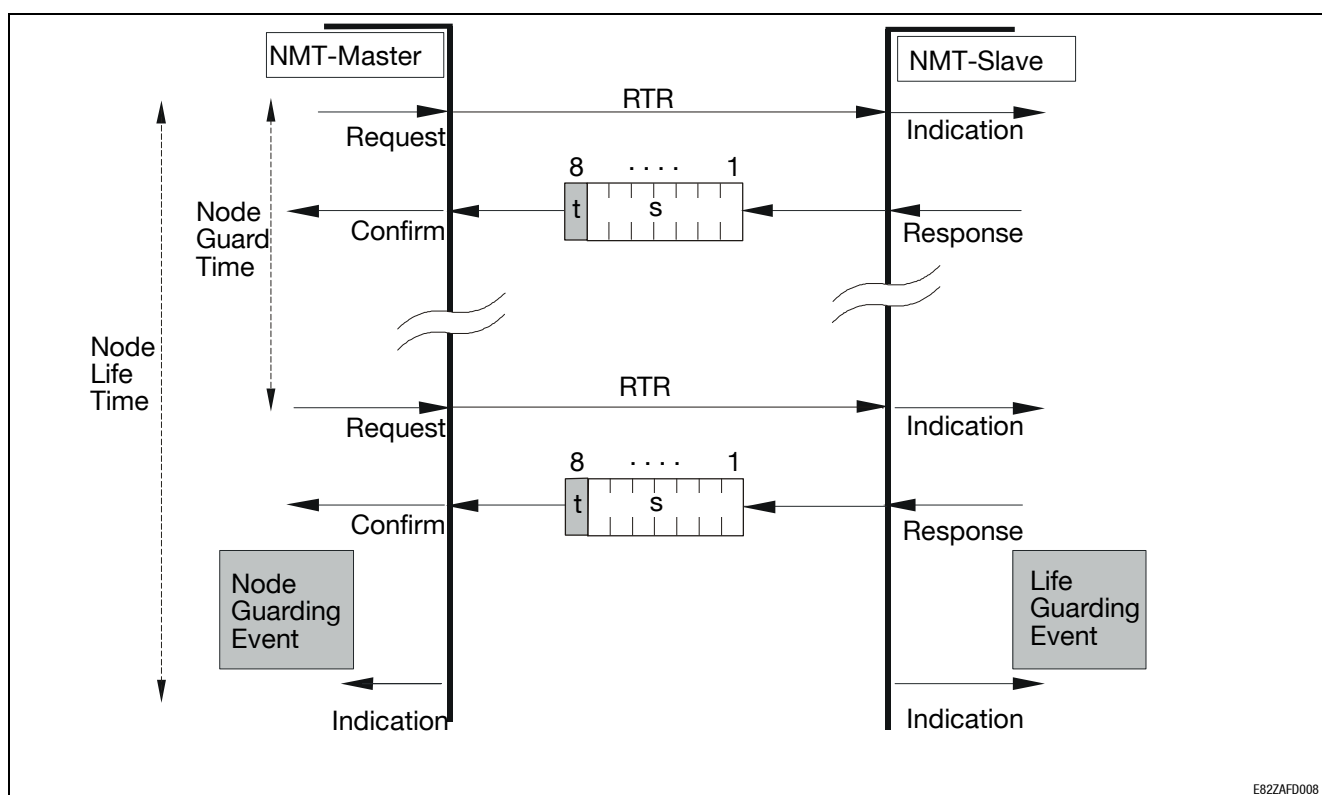 NMT-Master
NMT-Slave
RTR
Request
Indication
8 . . . . 1
t s
Node
Guard
Time
Confirm
Response
Node
Life
Time
RTR
Request
Indication
8 . . . . 1
t s
Confirm
Response
Node
Guarding
Event
Life
Guarding
Event
Indication
Indication
E82ZAFD008